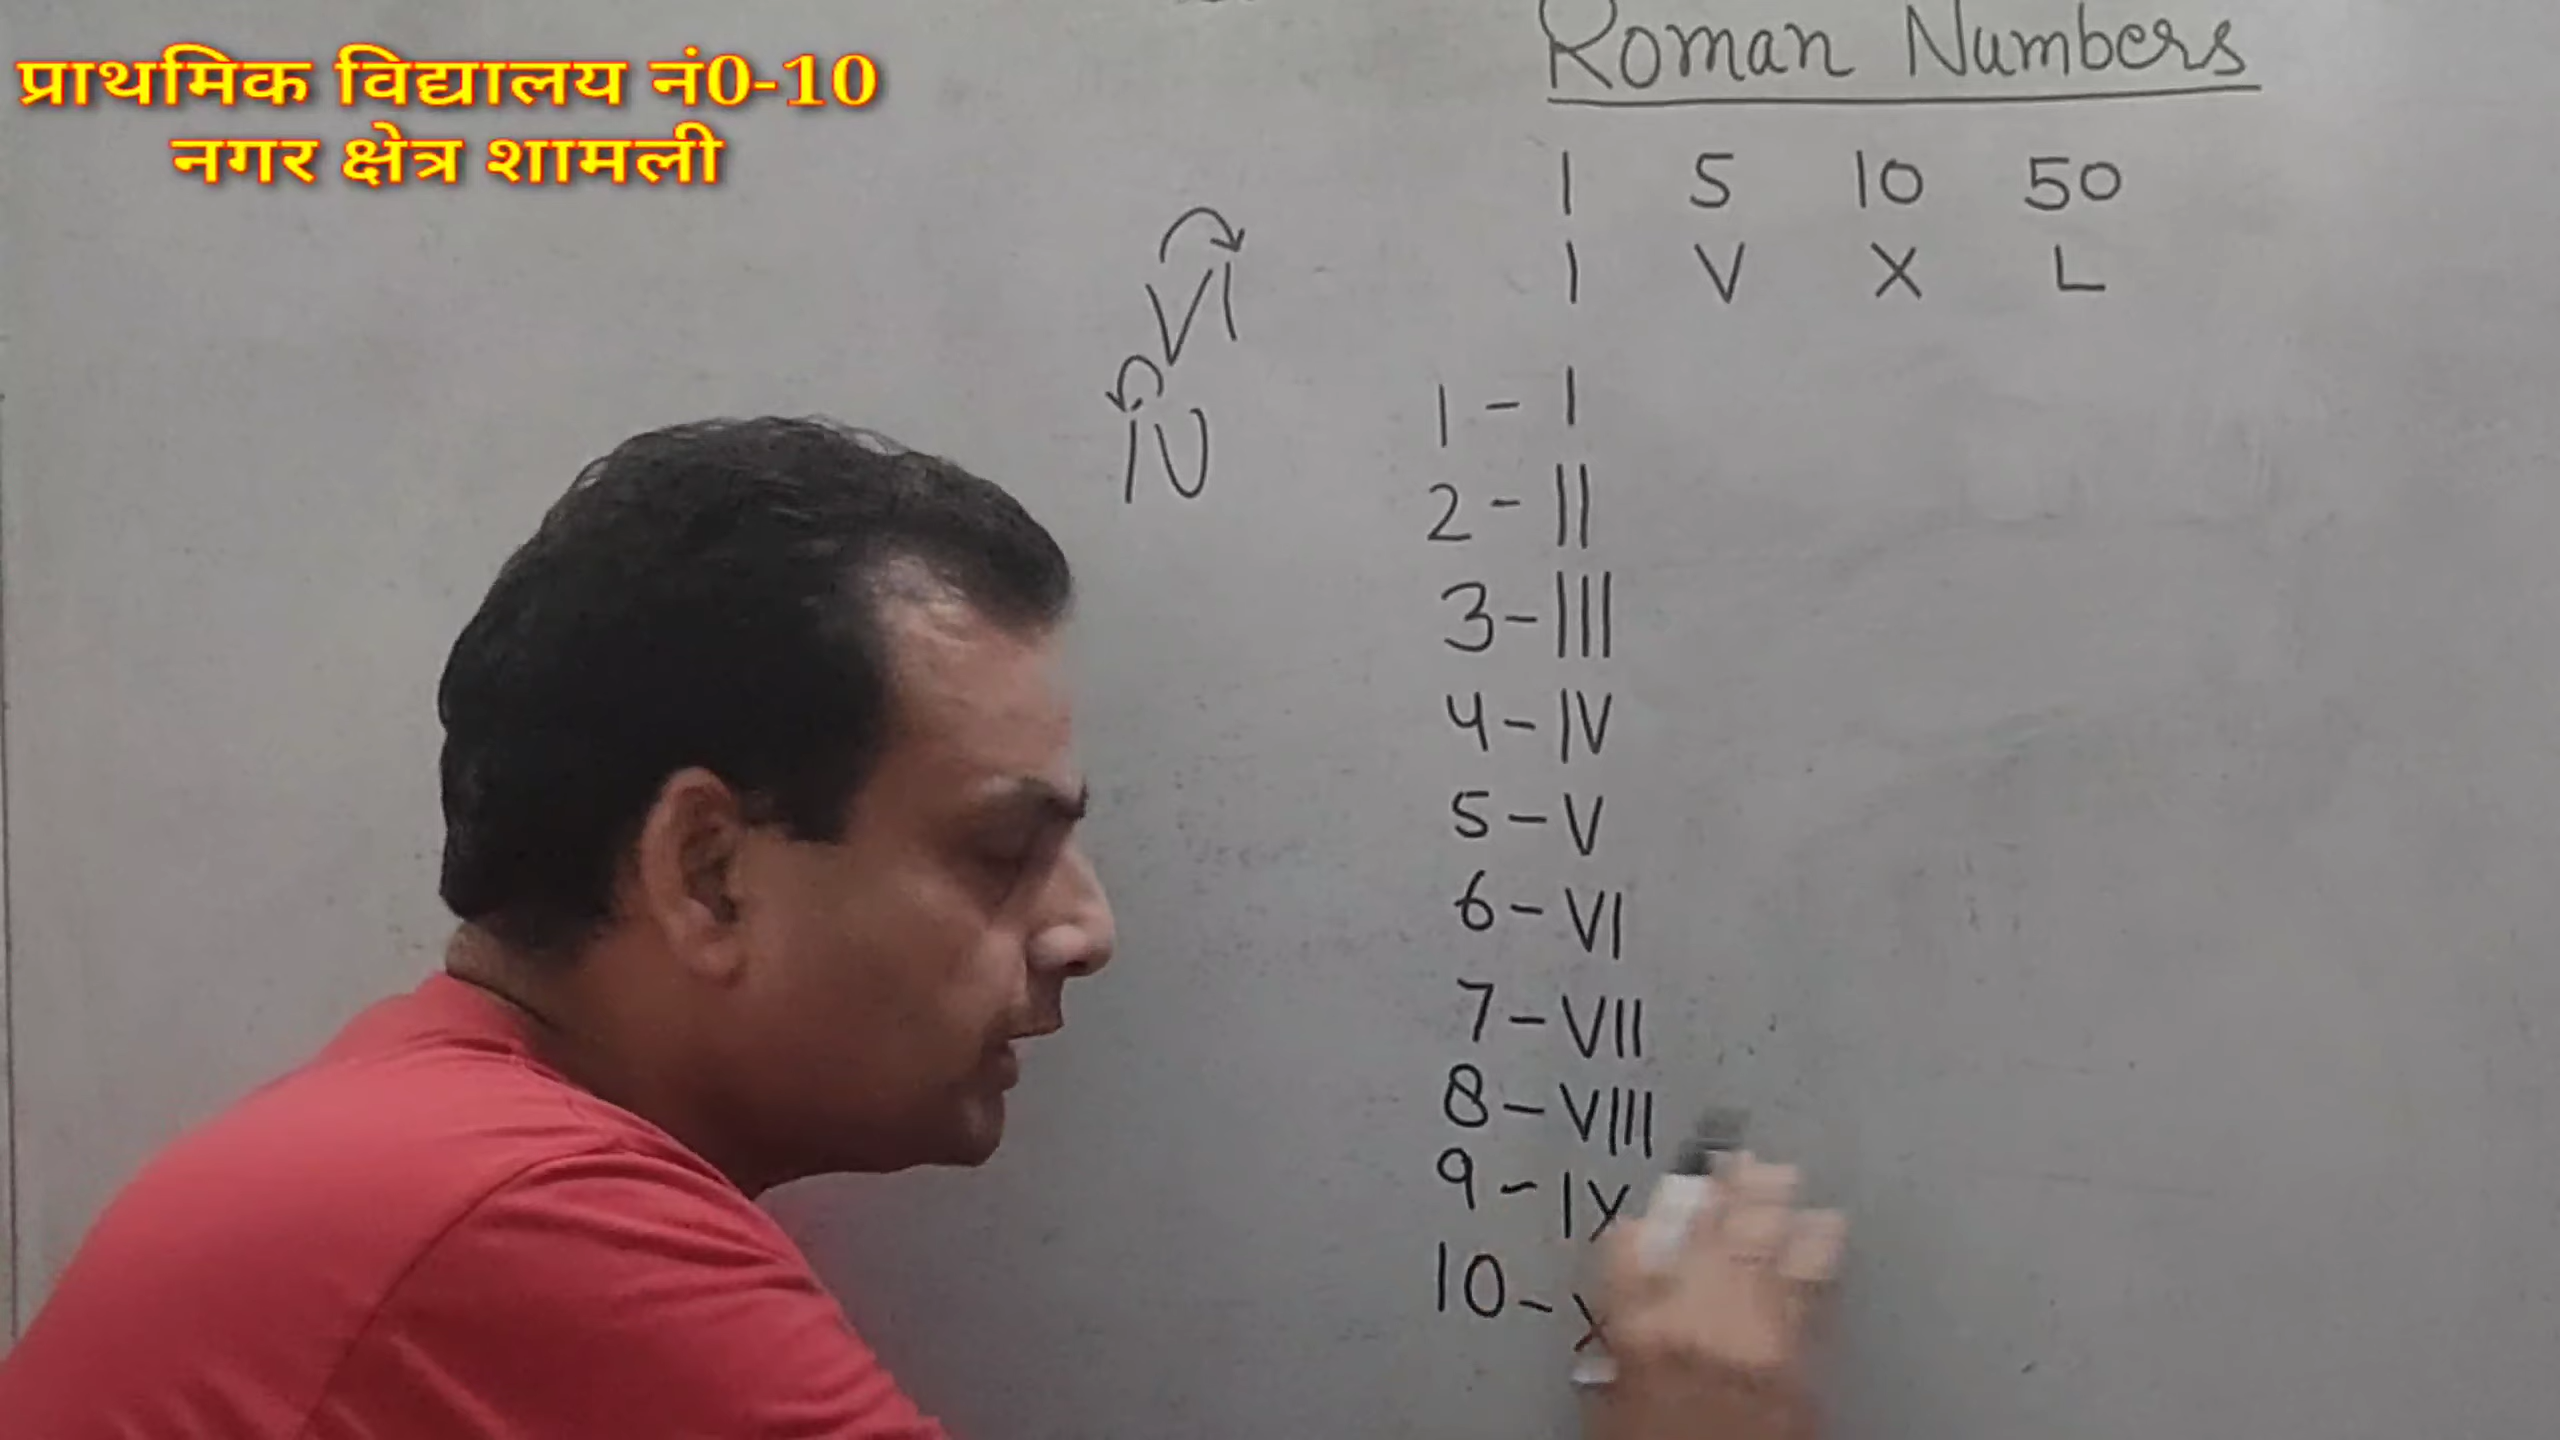 प्राथमिक विद्यालय नं0-10
नगर क्षेत्र शामली
Roman Numbers
1 5 10 50
I V X L
VI
IV
1 - I
2 - II
3 - III
4 - IV
5 - V
6 - VI
7 - VII
8 - VIII
9 - IX
10 - X